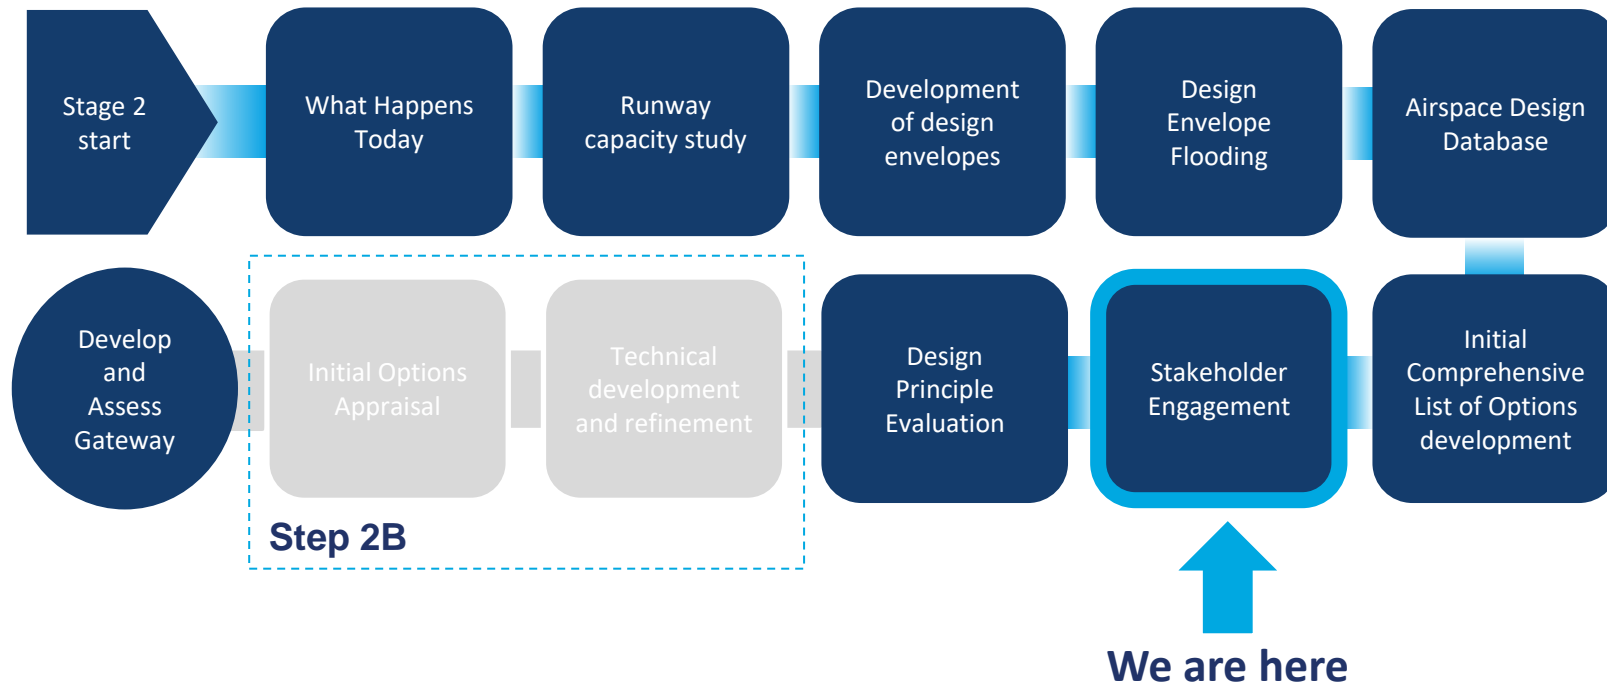 Stage 2
start
What Happens
Today
Runway
capacity study
Development
of design
envelopes
Design
Envelope
Flooding
Airspace Design
Database
Develop
and
Assess
Gateway
Initial Options
Appraisal
Technical
development
and refinement
Design
Principle
Evaluation
Stakeholder
Engagement
Initial
Comprehensive
List of Options
development
Step 2B
We are here